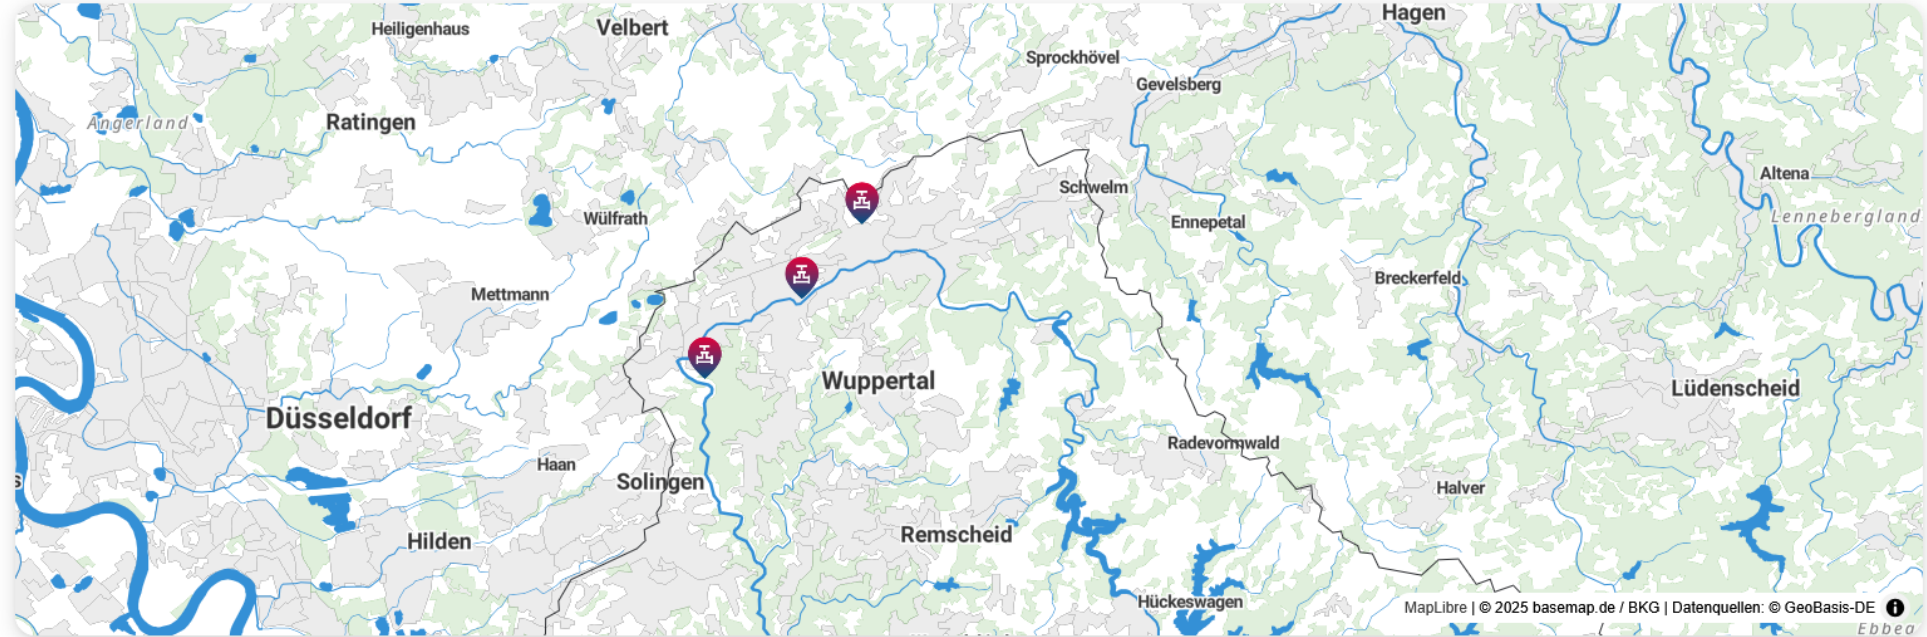 Hagen
Velbert
Heiligenhaus
Sprockhövel
Gevelsberg
Angerland
Ratingen
Altena
Schwelm
Lennebergland
Wülfrath
Ennepetal
Breckerfeld
Mettmann
Wuppertal
Lüdenscheid
Düsseldorf
Radevormwald
Haan
Solingen
s
Halver
Remscheid
Hilden
Hückeswagen
MapLibre | © 2025 basemap.de / BKG | Datenquellen: © GeoBasis-DE
Ebbea